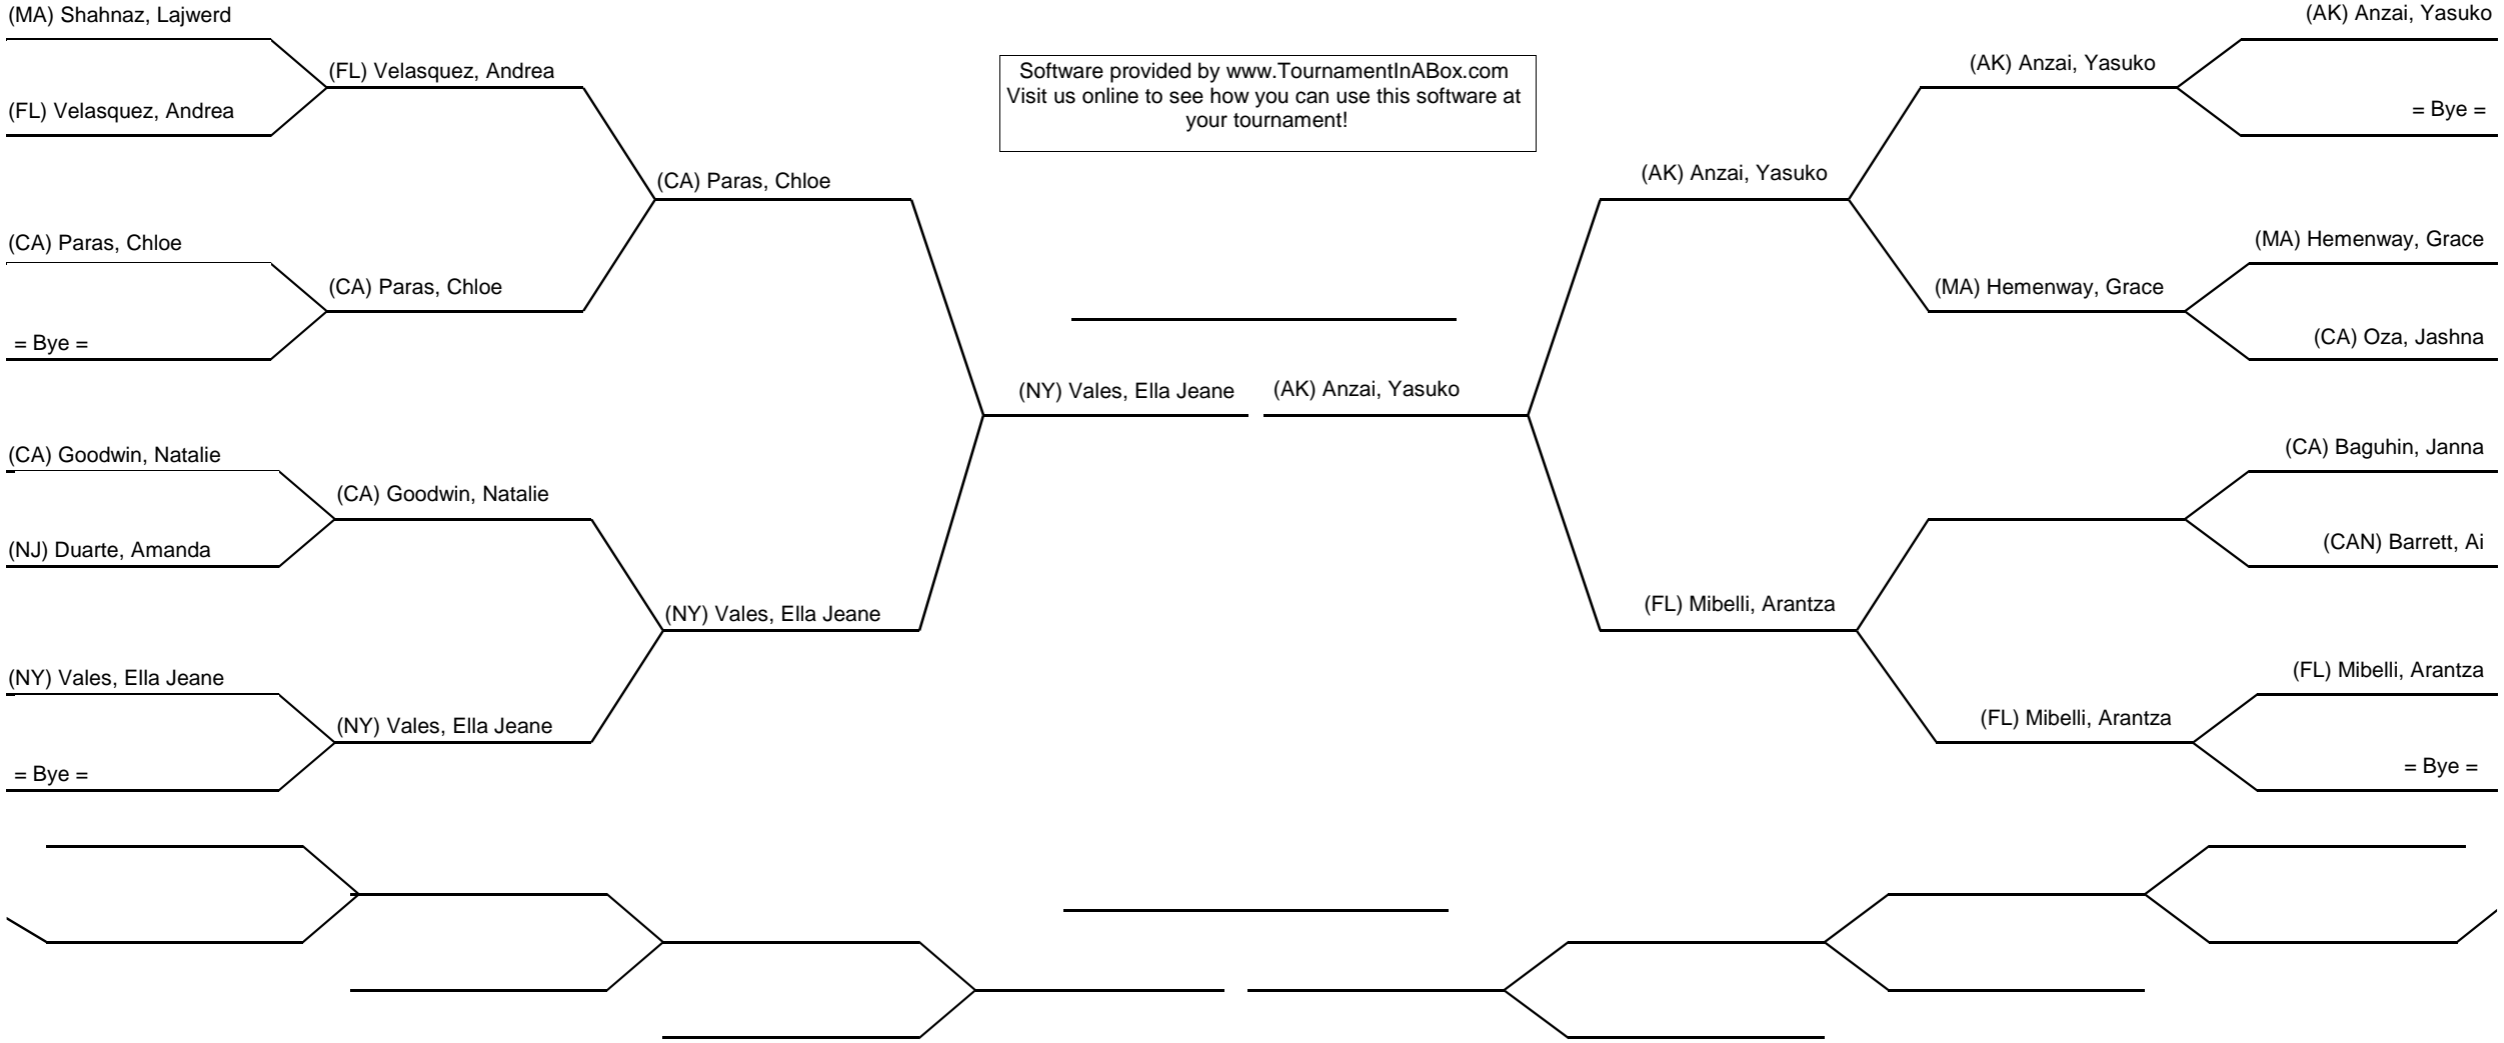 (MA) Shahnaz, Lajwerd
(FL) Velasquez, Andrea
(FL) Velasquez, Andrea
(CA) Paras, Chloe
(CA) Paras, Chloe
(CA) Paras, Chloe
= Bye =
(CA) Goodwin, Natalie
(CA) Goodwin, Natalie
(NJ) Duarte, Amanda
(NY) Vales, Ella Jeane
(NY) Vales, Ella Jeane
(NY) Vales, Ella Jeane
= Bye =
Software provided by www.TournamentInABox.com
Visit us online to see how you can use this software at
your tournament!
(NY) Vales, Ella Jeane
(AK) Anzai, Yasuko
(AK) Anzai, Yasuko
(AK) Anzai, Yasuko
(AK) Anzai, Yasuko
= Bye =
(MA) Hemenway, Grace
(MA) Hemenway, Grace
(CA) Oza, Jashna
(CA) Baguhin, Janna
(CAN) Barrett, Ai
(FL) Mibelli, Arantza
(FL) Mibelli, Arantza
(FL) Mibelli, Arantza
= Bye =